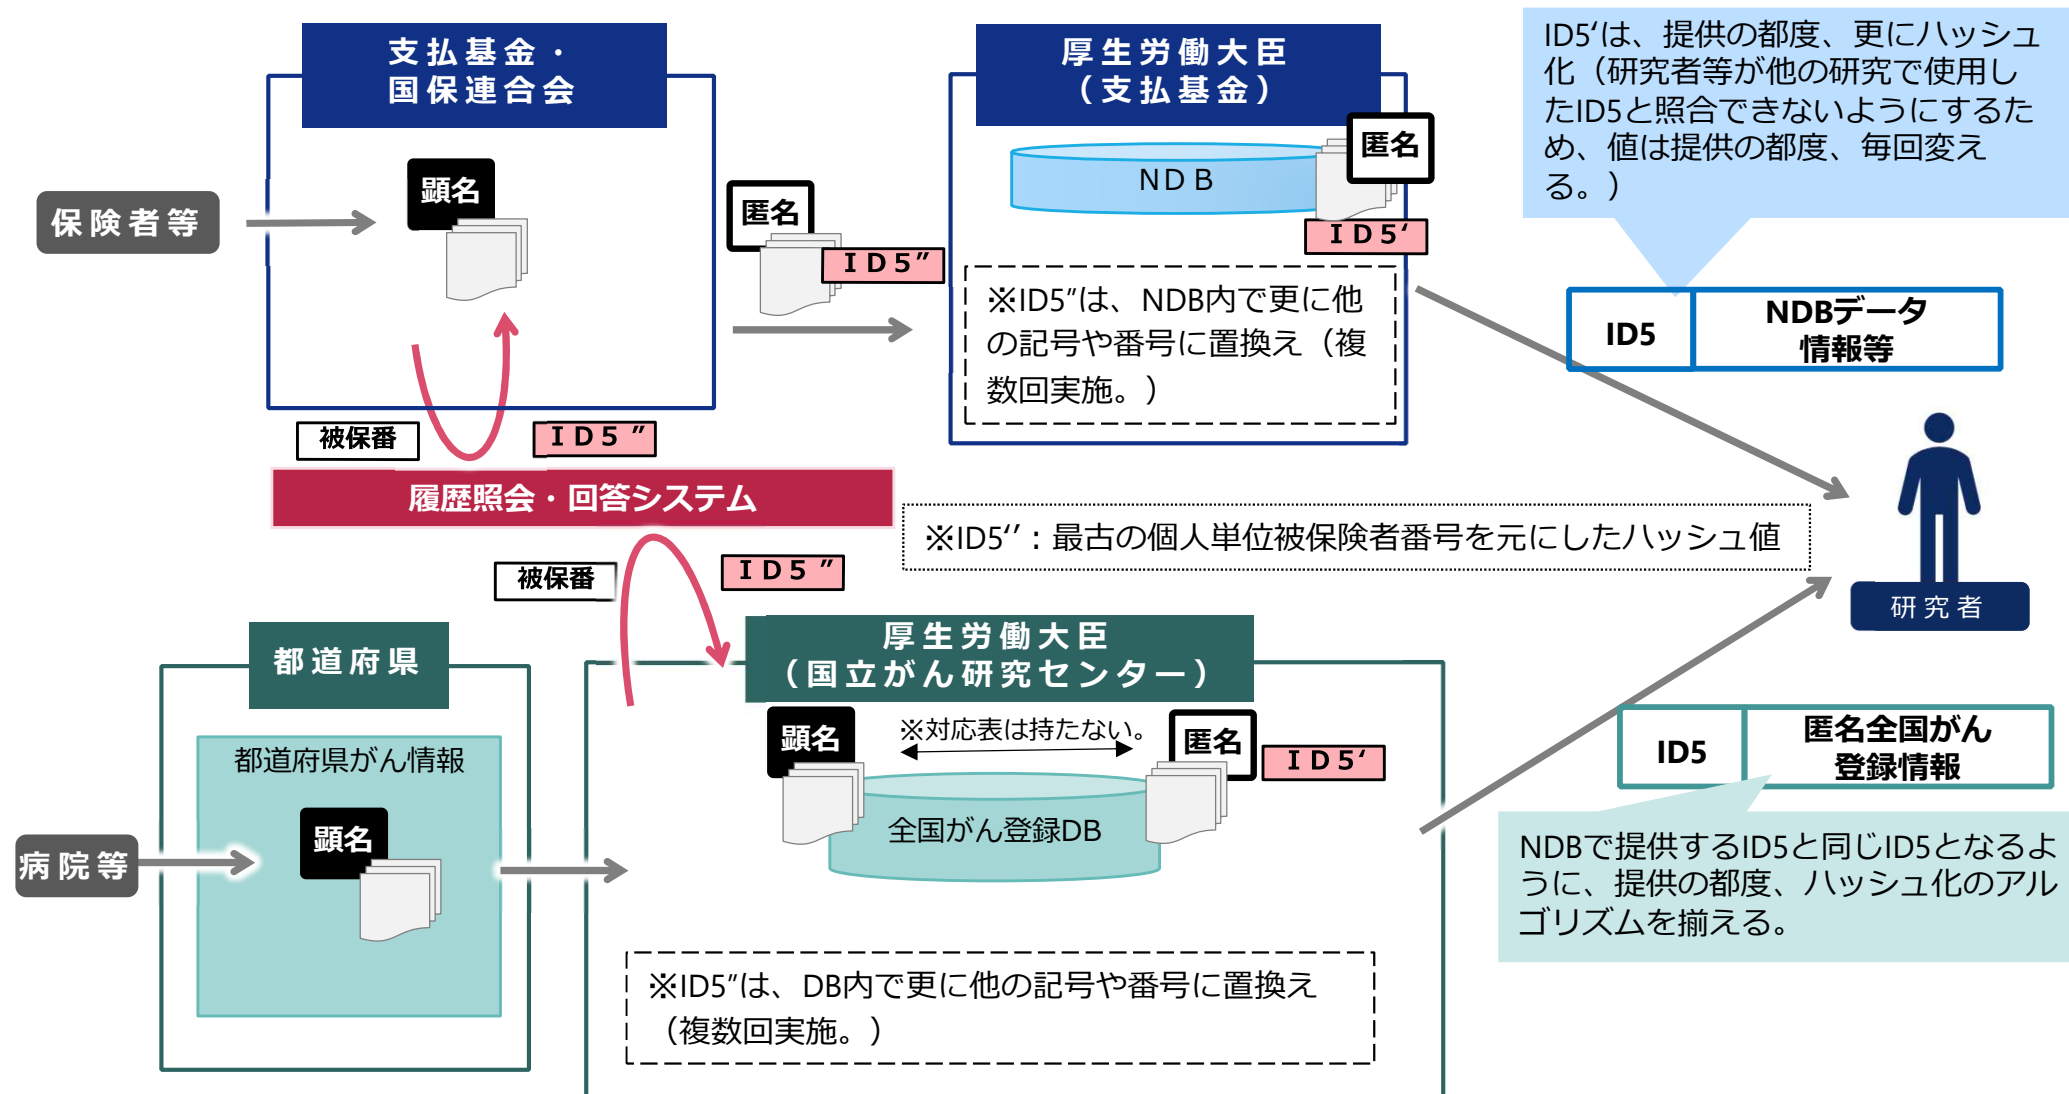 支払基金・
国保連合会
厚生労働大臣
（支払基金）
ID5‘は、提供の都度、更にハッシュ
化（研究者等が他の研究で使用し
たID5と照合できないようにするた
め、値は提供の都度、毎回変え
る。）
保険者等
顕名
匿名
ＩＤ５″
ＮＤＢ
匿名
ＩＤ５‘
※ID5″は、NDB内で更に他
の記号や番号に置換え（複
数回実施。）
ID5
NDBデータ
情報等
被保番
ＩＤ５ ″
履歴照会・回答システム
※ID5‘’：最古の個人単位被保険者番号を元にしたハッシュ値
被保番
ＩＤ５ ″
研究者
都道府県
厚生労働大臣
（国立がん研究センター）
都道府県がん情報
顕名
病院等
顕名
※対応表は持たない。
匿名
ＩＤ５‘
全国がん登録DB
※ID5″は、DB内で更に他の記号や番号に置換え
（複数回実施。）
ID5
匿名全国がん
登録情報
NDBで提供するID5と同じID5となるよ
うに、提供の都度、ハッシュ化のアル
ゴリズムを揃える。